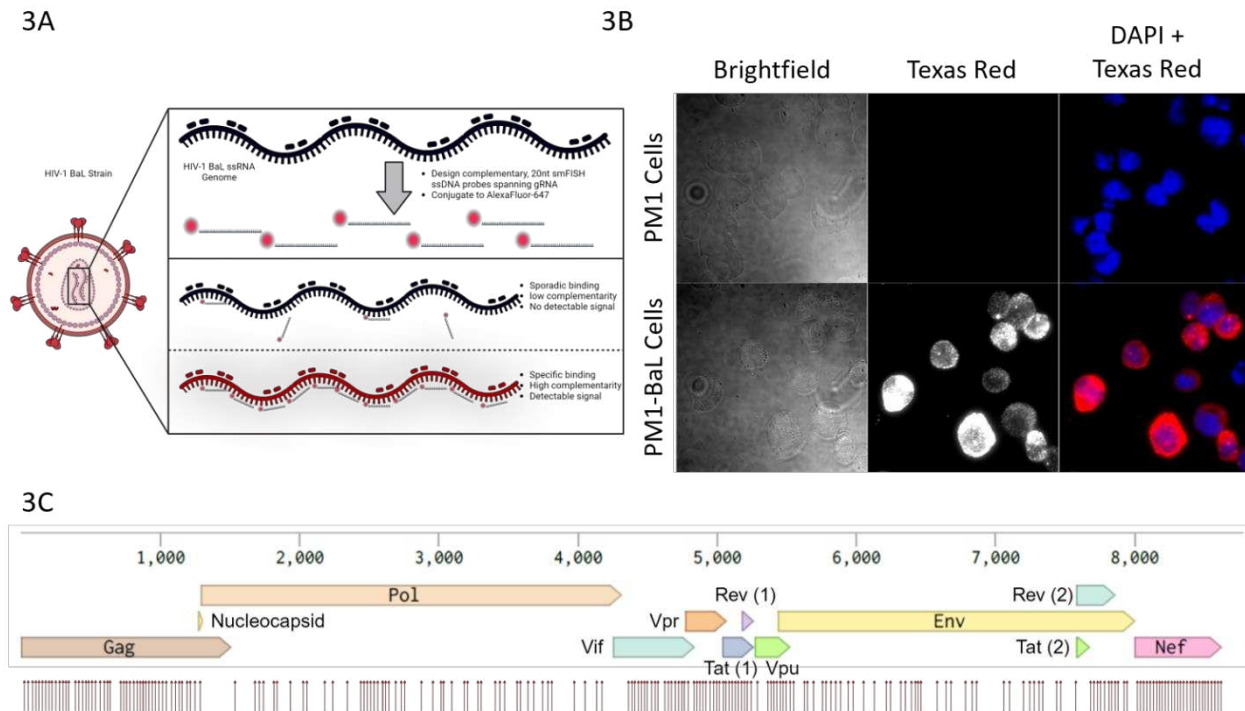 3A
HIV-1 BaL Strain
HIV-1 BaL ssRNA
Genome
• Design complementary, 20nt smFISH
ssDNA probes spanning gRNA
• Conjugate to AlexaFluor-647
• Sporadic binding
• low complementarity
• No detectable signal
• Specific binding
• High complementarity
• Detectable signal
3B
Brightfield
Texas Red
DAPI +
Texas Red
PM1 Cells
PM1-BaL Cells
3C
1,000 2,000 3,000 4,000 5,000 6,000 7,000 8,000
Pol Rev (1) Rev (2)
Nucleocapsid Vpr Env
Gag Vif Tat (2) Nef
Tat (1) Vpu